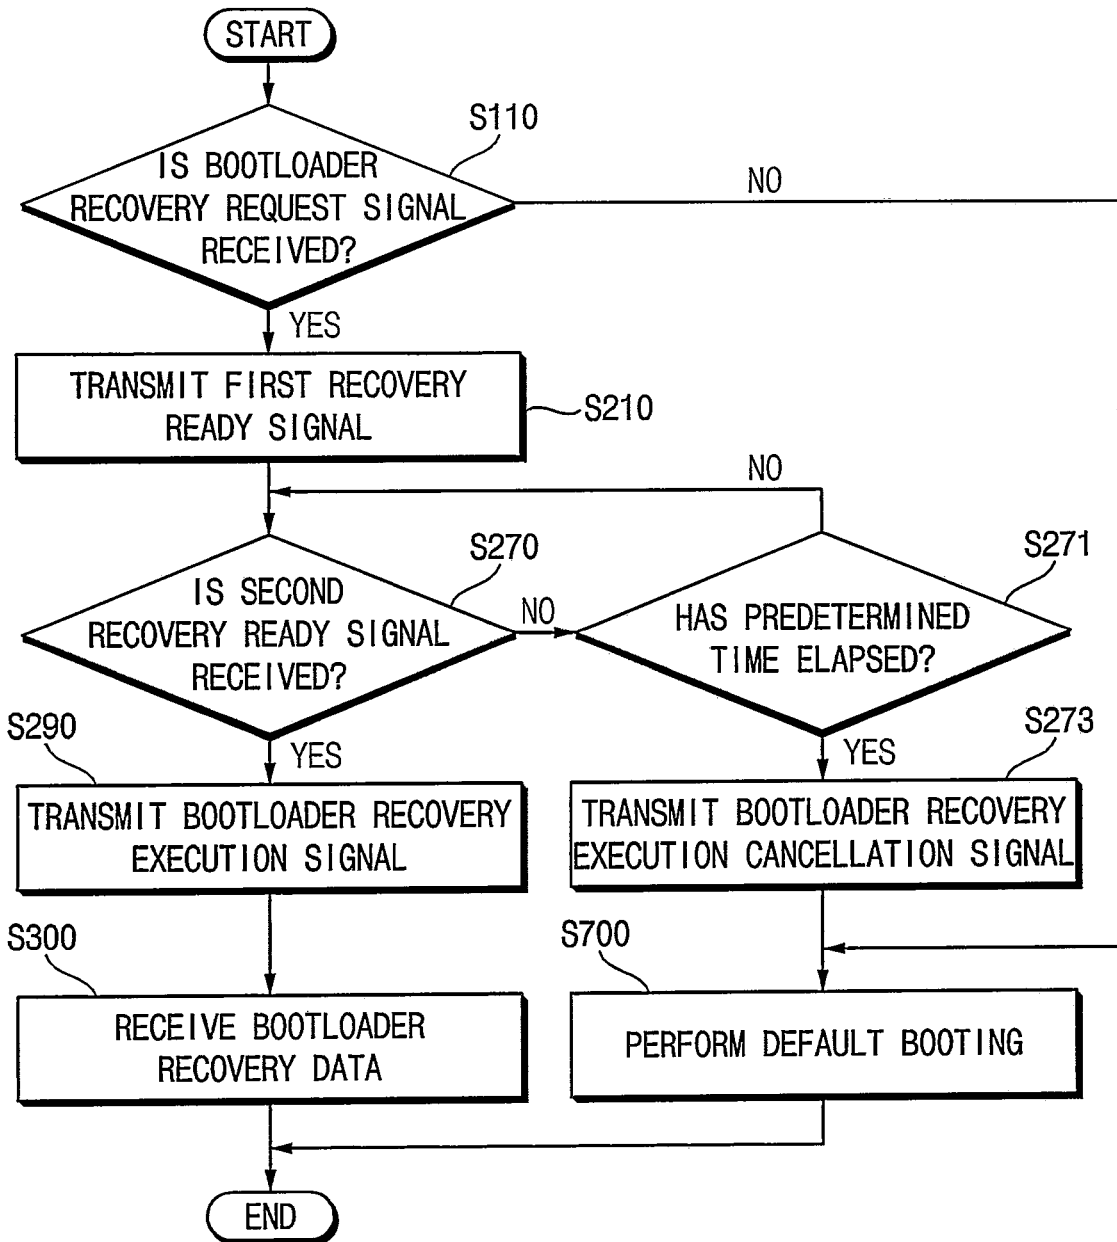 START
S110
IS BOOTLOADER
RECOVERY REQUEST SIGNAL
RECEIVED?
NO
YES
TRANSMIT FIRST RECOVERY
READY SIGNAL
S210
NO
S270
IS SECOND
RECOVERY READY SIGNAL
RECEIVED?
NO
S271
HAS PREDETERMINED
TIME ELAPSED?
S290
YES
TRANSMIT BOOTLOADER RECOVERY
EXECUTION SIGNAL
YES
S273
TRANSMIT BOOTLOADER RECOVERY
EXECUTION CANCELLATION SIGNAL
S300
RECEIVE BOOTLOADER
RECOVERY DATA
S700
PERFORM DEFAULT BOOTING
END